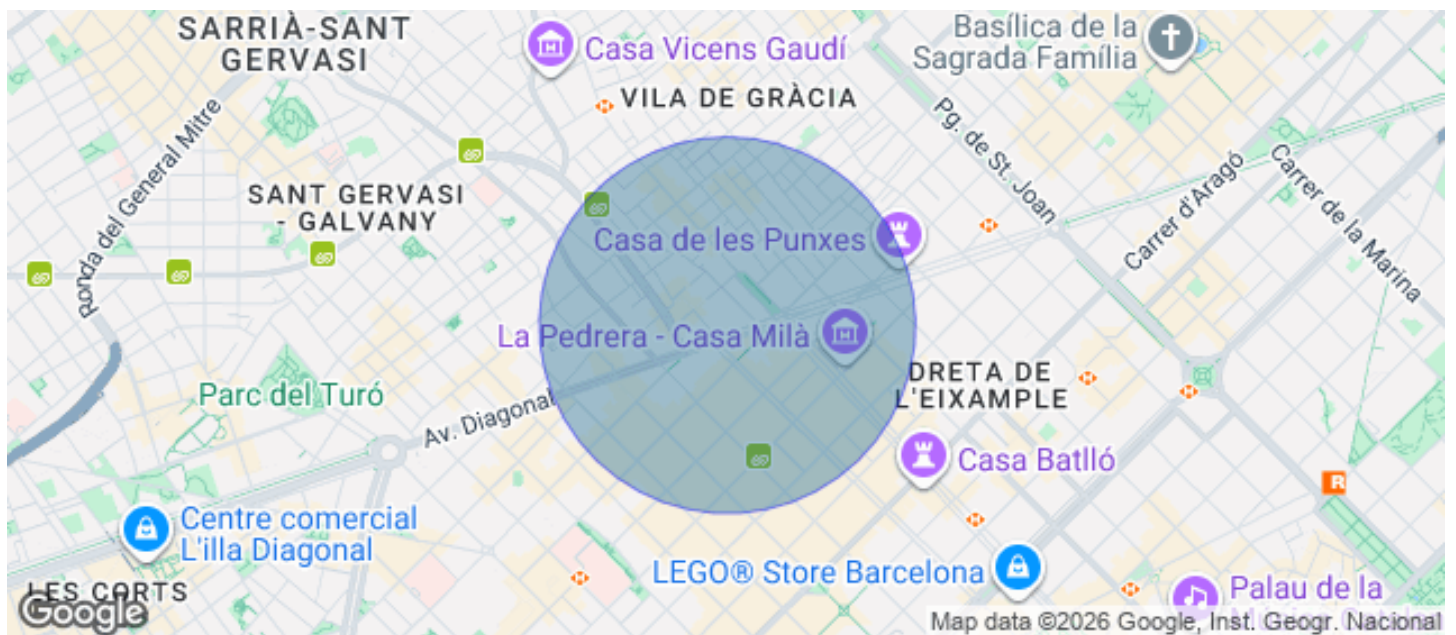 SARRIÀ-SANT
GERVASI
Casa Vicens Gaudí
Basílica de la
Sagrada Família
VILA DE GRÀCIA
Ronda del General Mitre
Pg. de St. Joan
Carrer d'Aragó
Carrer de la Marina
SANT GERVASI
- GALVANY
Casa de les Punxes
La Pedrera - Casa Milà
DRETA DE
L'EIXAMPLE
Parc del Turó
Av. Diagonal
Casa Batlló
R
Centre comercial
L'illa Diagonal
LEGO® Store Barcelona
LES CORTS
Palau de la
Google
Map data ©2026 Google, Inst. Geogr. Nacional